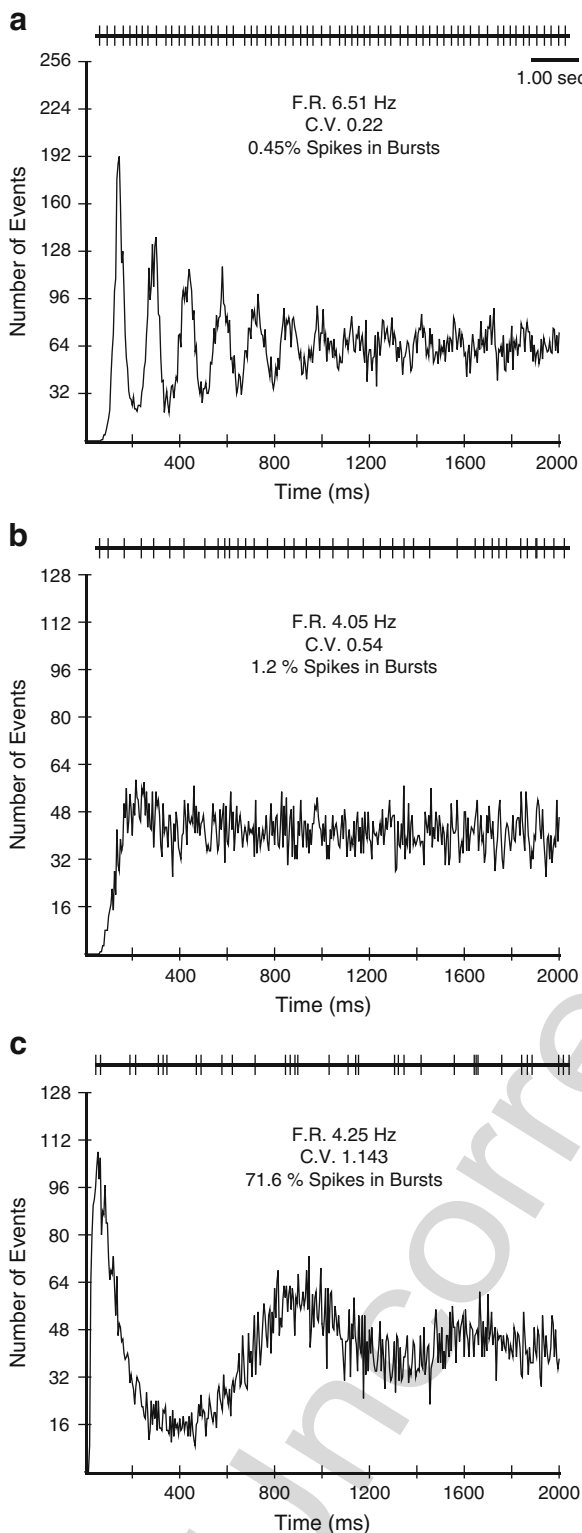 a
1.00 sec
F.R. 6.51 Hz
C.V. 0.22
0.45% Spikes in Bursts
Number of Events
256
224
192
160
128
96
64
32
400 800 1200 1600 2000
Time (ms)
b
F.R. 4.05 Hz
C.V. 0.54
1.2 % Spikes in Bursts
Number of Events
128
112
96
80
64
48
32
16
400 800 1200 1600 2000
Time (ms)
c
F.R. 4.25 Hz
C.V. 1.143
71.6 % Spikes in Bursts
Number of Events
128
112
96
80
64
48
32
16
400 800 1200 1600 2000
Time (ms)
Uncorre